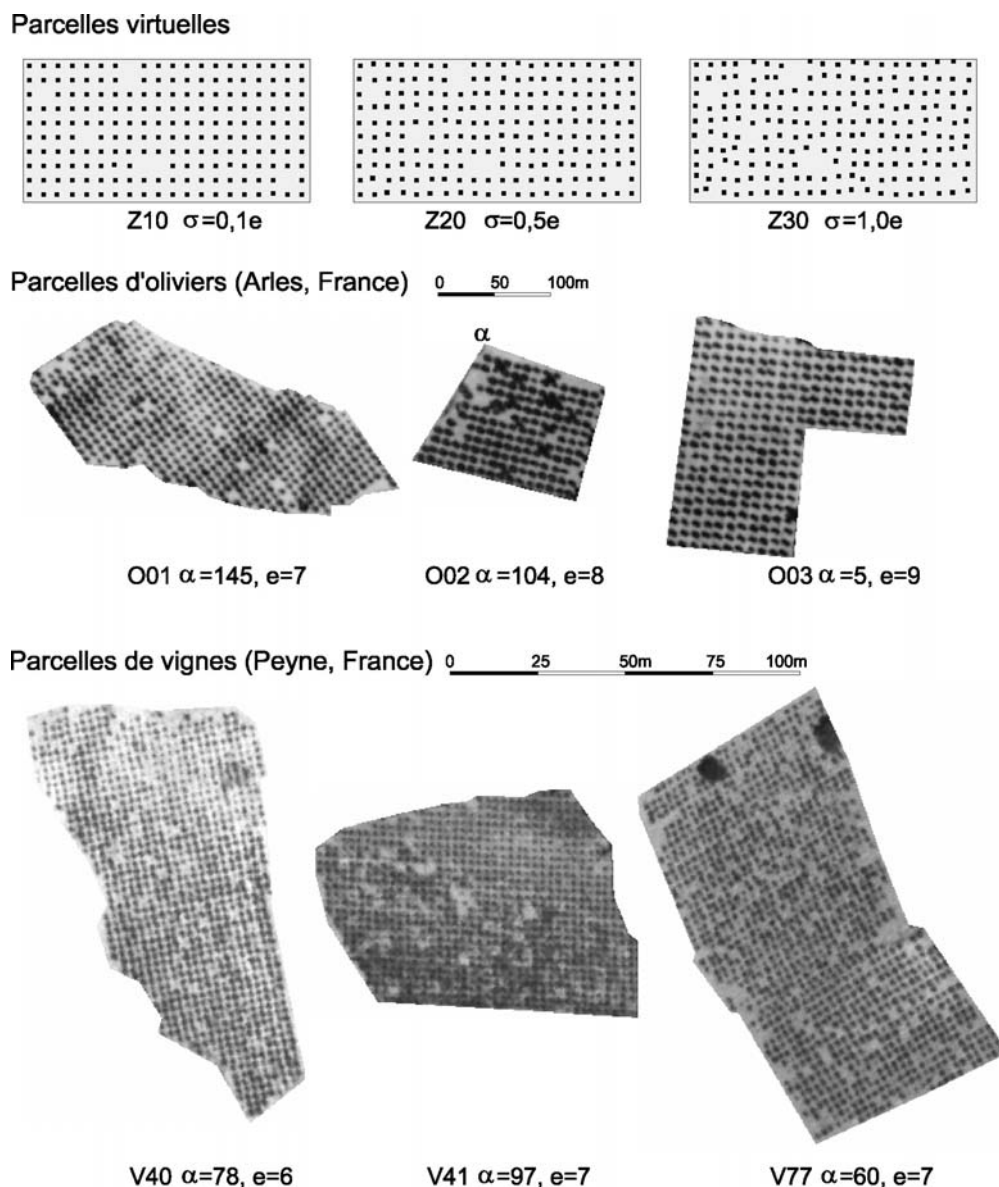 Parcelles virtuelles
Z10 σ=0,1e Z20 σ=0,5e Z30 σ=1,0e
Parcelles d'oliviers (Arles, France) 0 50 100m
α
O01 α=145, e=7 O02 α=104, e=8 O03 α=5, e=9
Parcelles de vignes (Peyne, France) 0 25 50m 75 100m
V40 α=78, e=6 V41 α=97, e=7 V77 α=60, e=7